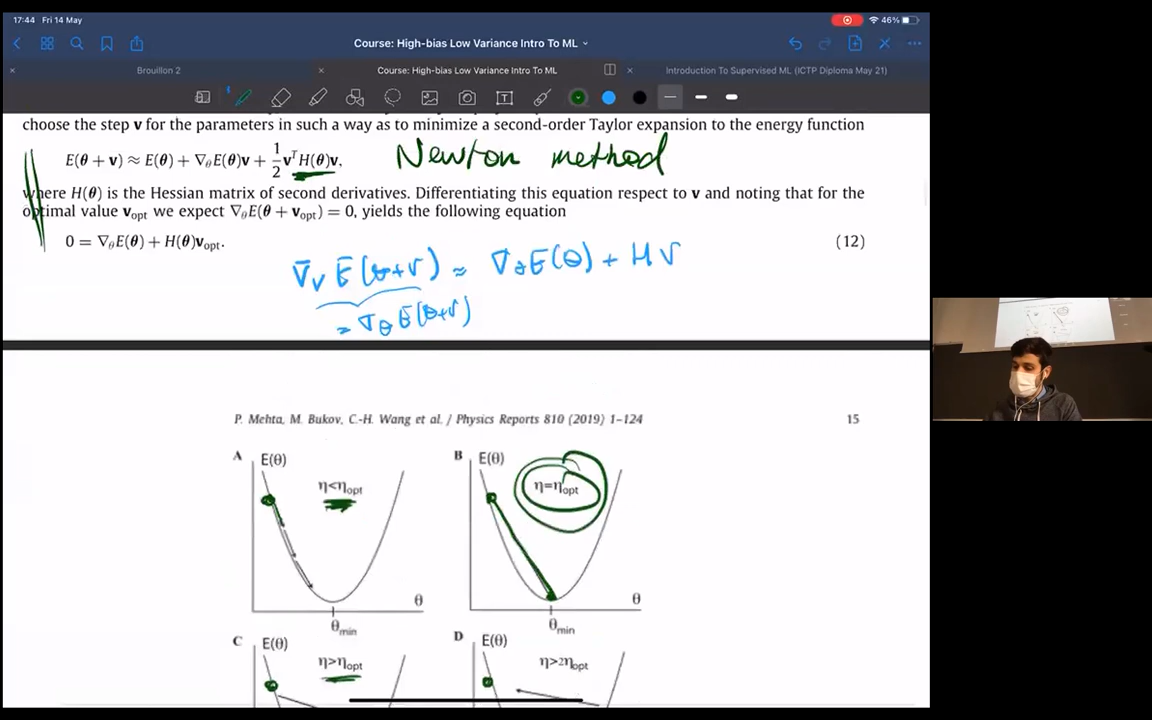 17:44 Fri 14 May
46%
Course: High-bias Low Variance Intro To ML
Brouillon 2
Course: High-bias Low Variance Intro To ML
Introduction To Supervised ML (ICTP Diploma May 21)
choose the step v for the parameters in such a way as to minimize a second-order Taylor expansion to the energy function
E(θ + v) ≈ E(θ) + ∇θE(θ)v + 1/2 vᵀH(θ)v,
Newton method
where H(θ) is the Hessian matrix of second derivatives. Differentiating this equation respect to v and noting that for the
optimal value vopt we expect ∇θE(θ + vopt) = 0, yields the following equation
0 = ∇θE(θ) + H(θ)vopt.
(12)
∇v E(θ+v) ≈ ∇θE(θ) + H v
= ∇θ E(θ+v)
P. Mehta, M. Bukov, C.-H. Wang et al. / Physics Reports 810 (2019) 1–124
15
A E(θ)
η<ηopt
θ
θmin
B E(θ)
η=ηopt
θ
θmin
C E(θ)
η>ηopt
D E(θ)
η>2ηopt